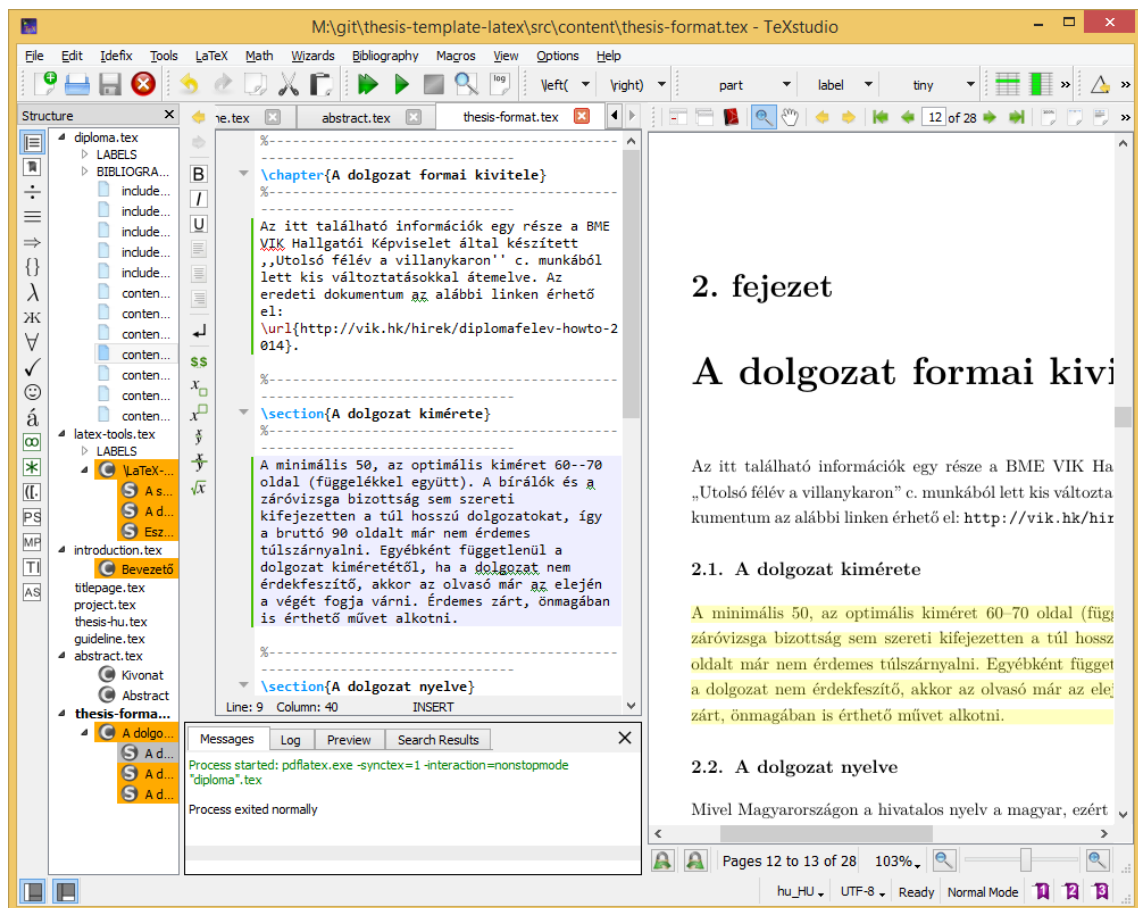 M:\git\thesis-template-latex\src\content\thesis-format.tex - TeXstudio
File Edit Idefix Tools LaTeX Math Wizards Bibliography Macros View Options Help
log \left( \right) part label tiny
Structure
diploma.tex
LABELS
BIBLIOGRA...
include...
include...
include...
include...
include...
conten...
conten...
conten...
conten...
conten...
conten...
conten...
latex-tools.tex
LABELS
\LaTeX-...
A s...
A d...
Esz...
introduction.tex
Bevezető
titlepage.tex
project.tex
thesis-hu.tex
guideline.tex
abstract.tex
Kivonat
Abstract
thesis-forma...
A dolgo...
A d...
A d...
A d...
PS
MP
TI
AS
B
I
U
$$
ne.tex abstract.tex thesis-format.tex
%----------------------------------------
-----------------------------
\chapter{A dolgozat formai kivitele}
%----------------------------------------
-----------------------------
Az itt található információk egy része a BME
VIK Hallgatói Képviselet által készített
,,Utolsó félév a villanykaron'' c. munkából
lett kis változtatásokkal átemelve. Az
eredeti dokumentum az alábbi linken érhető
el:
\url{http://vik.hk/hirek/diplomafelev-howto-2
014}.
%----------------------------------------
-----------------------------
\section{A dolgozat kimérete}
%----------------------------------------
-----------------------------
A minimális 50, az optimális kiméret 60--70
oldal (függelékkel együtt). A bírálók és a
záróvizsga bizottság sem szereti
kifejezetten a túl hosszú dolgozatokat, így
a bruttó 90 oldalt már nem érdemes
túlszárnyalni. Egyébként függetlenül a
dolgozat kiméretétől, ha a dolgozat nem
érdekfeszítő, akkor az olvasó már az elején
a végét fogja várni. Érdemes zárt, önmagában
is érthető művet alkotni.
%----------------------------------------
-----------------------------
\section{A dolgozat nyelve}
Line: 9 Column: 40 INSERT
Messages Log Preview Search Results
Process started: pdflatex.exe -synctex=1 -interaction=nonstopmode
"diploma".tex
Process exited normally
12 of 28
2. fejezet
A dolgozat formai kivi
Az itt található információk egy része a BME VIK Ha
„Utolsó félév a villanykaron” c. munkából lett kis változta
kumentum az alábbi linken érhető el: http://vik.hk/hir
2.1. A dolgozat kimérete
A minimális 50, az optimális kiméret 60–70 oldal (függ
záróvizsga bizottság sem szereti kifejezetten a túl hossz
oldalt már nem érdemes túlszárnyalni. Egyébként függet
a dolgozat nem érdekfeszítő, akkor az olvasó már az elej
zárt, önmagában is érthető művet alkotni.
2.2. A dolgozat nyelve
Mivel Magyarországon a hivatalos nyelv a magyar, ezért
Pages 12 to 13 of 28 103%
hu_HU UTF-8 Ready Normal Mode 1 2 3